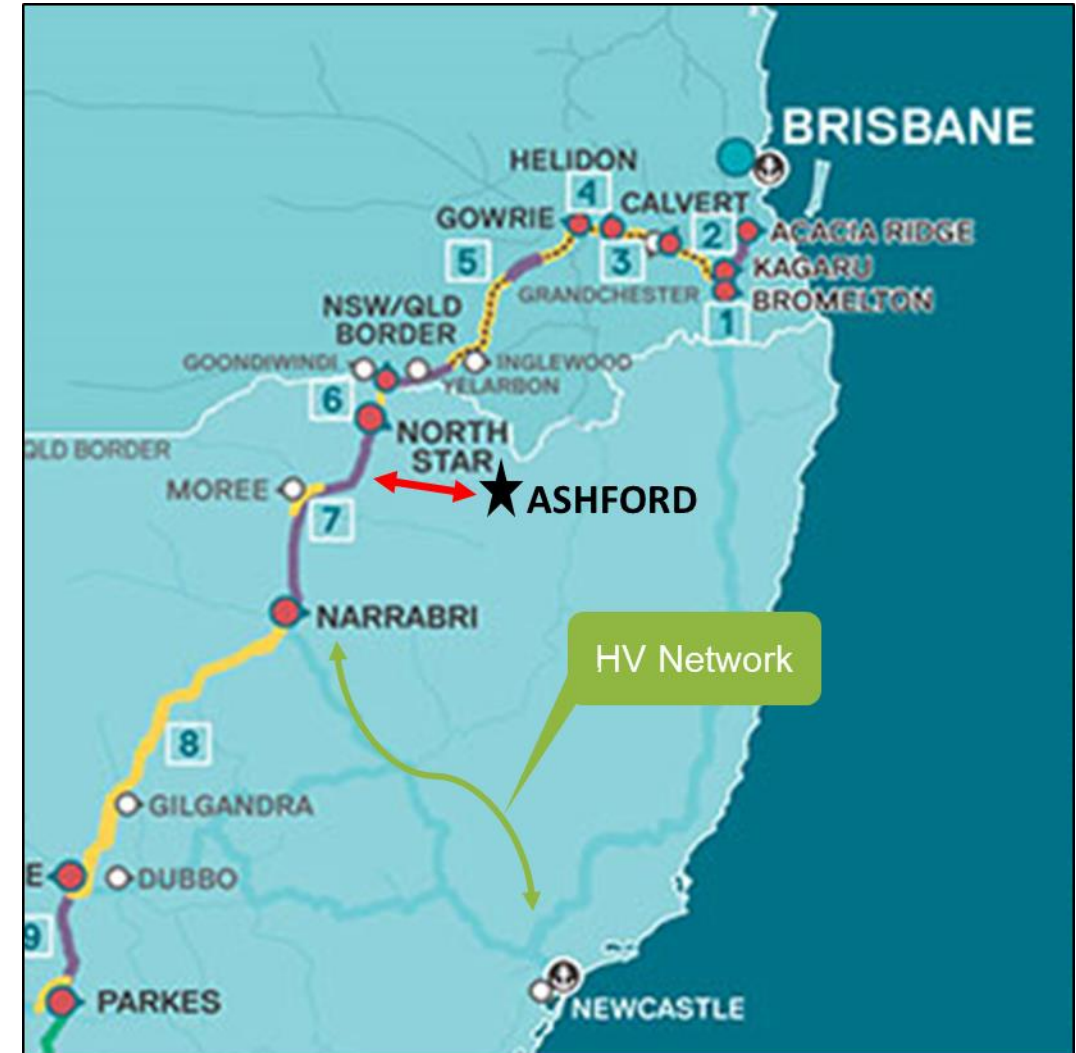 BRISBANE
HELIDON
4
CALVERT
GOWRIE
2
ACACIA RIDGE
5
3
KAGARU
GRANDCHESTER
BROMELTON
NSW/QLD
BORDER
1
GOONDIWINDI
INGLEWOOD
YELARBON
6
NORTH
STAR
QLD BORDER
MOREE
ASHFORD
7
NARRABRI
HV Network
8
GILGANDRA
E
DUBBO
9
PARKES
NEWCASTLE